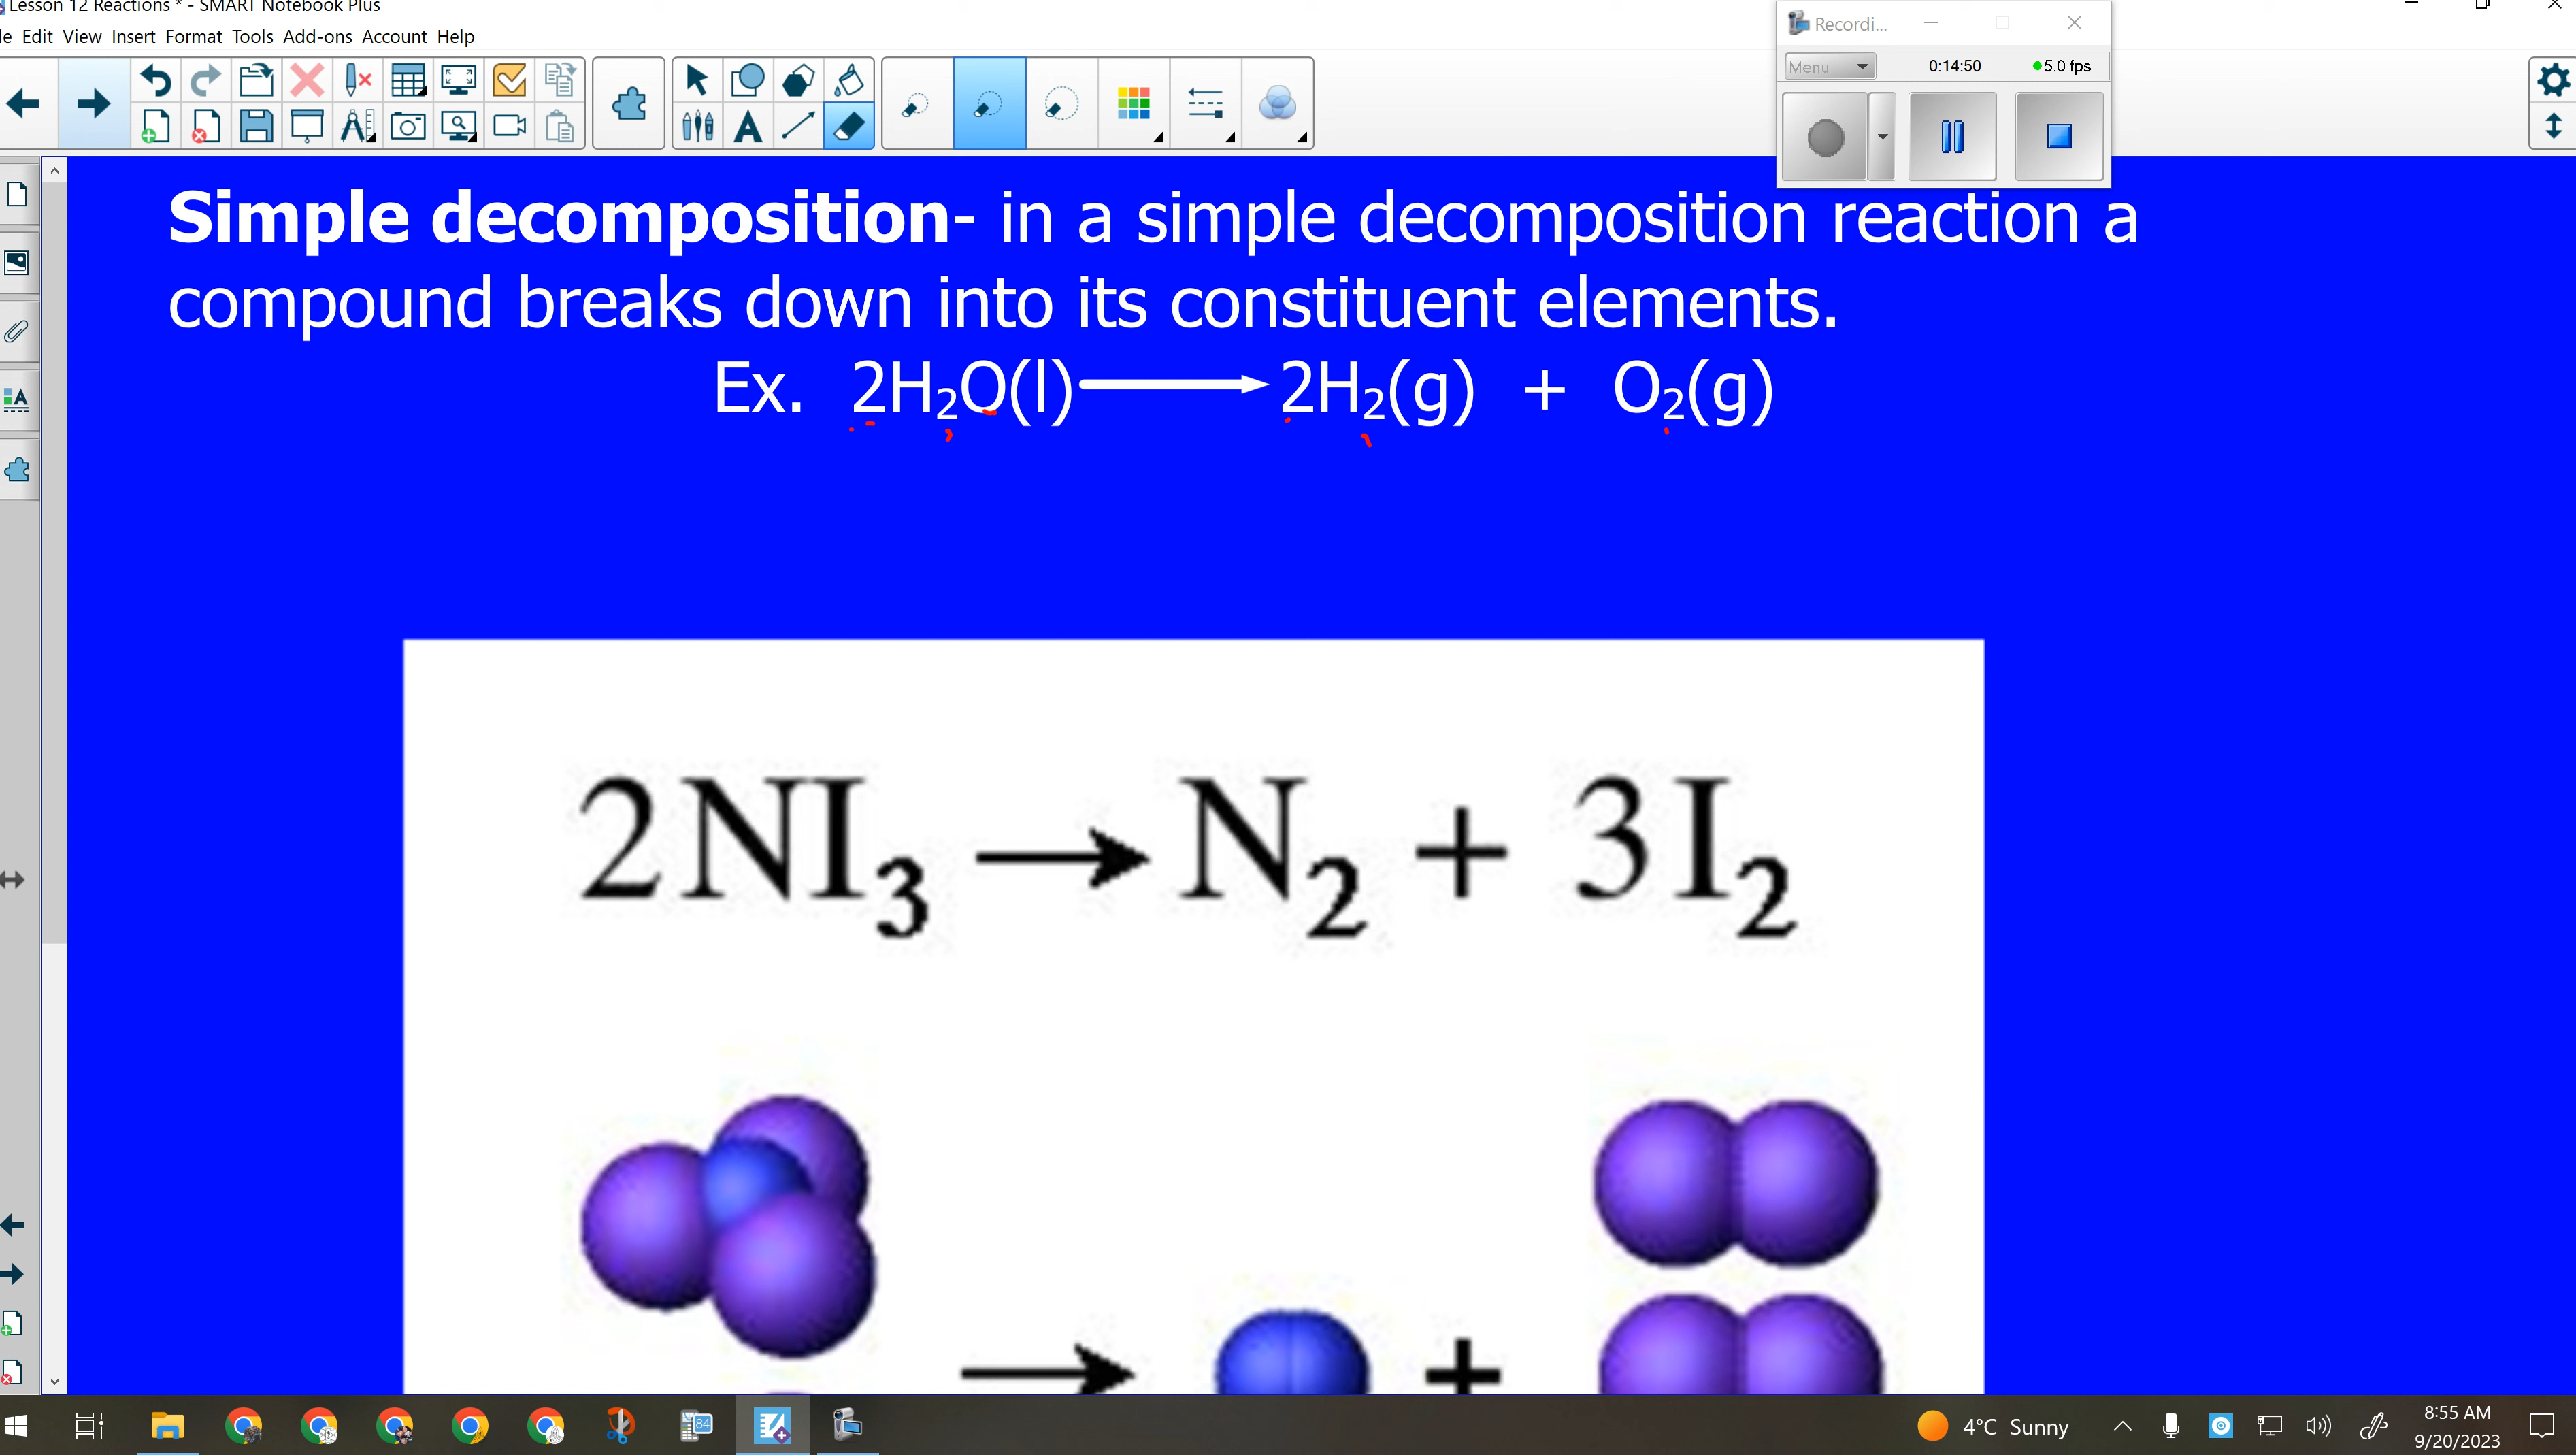 Lesson 12 Reactions * - SMART Notebook Plus
Edit View Insert Format Tools Add-ons Account Help
Recordi...
Menu 0:14:50 5.0 fps
Simple decomposition- in a simple decomposition reaction a
compound breaks down into its constituent elements.
Ex. 2H₂O(l) ⟶ 2H₂(g) + O₂(g)
2NI₃ → N₂ + 3I₂
→ +
84
4°C Sunny
8:55 AM
9/20/2023